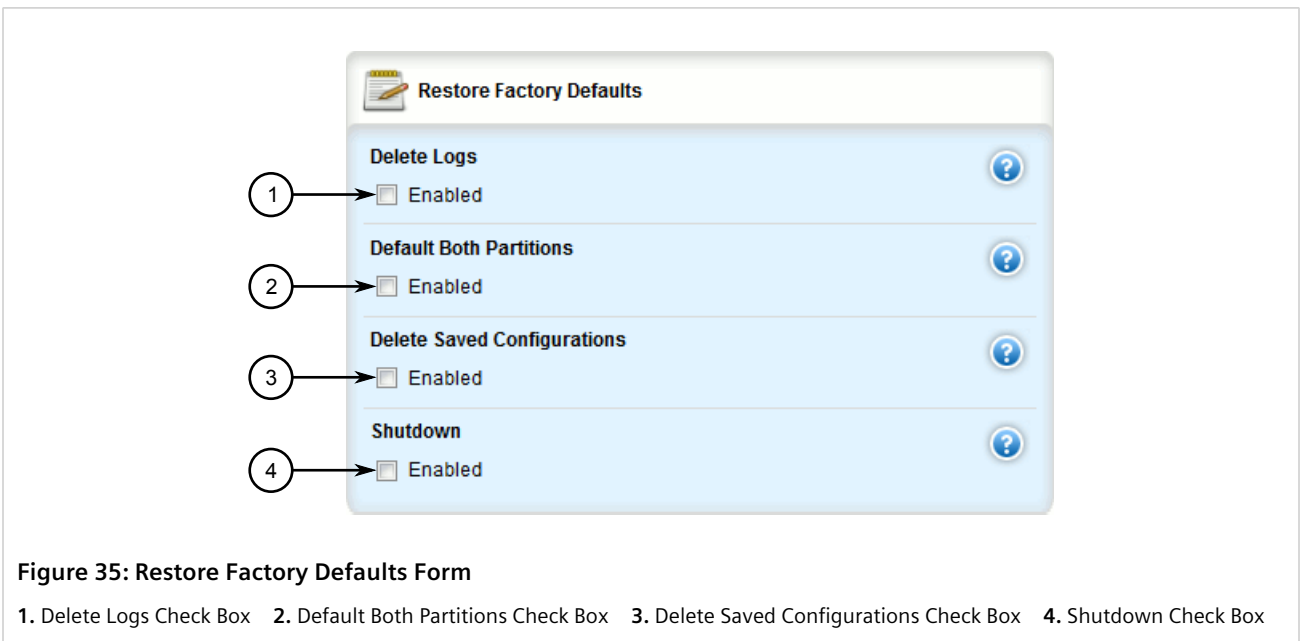 Restore Factory Defaults
Delete Logs
1 Enabled
Default Both Partitions
2 Enabled
Delete Saved Configurations
3 Enabled
Shutdown
4 Enabled
Figure 35: Restore Factory Defaults Form
1. Delete Logs Check Box 2. Default Both Partitions Check Box 3. Delete Saved Configurations Check Box 4. Shutdown Check Box